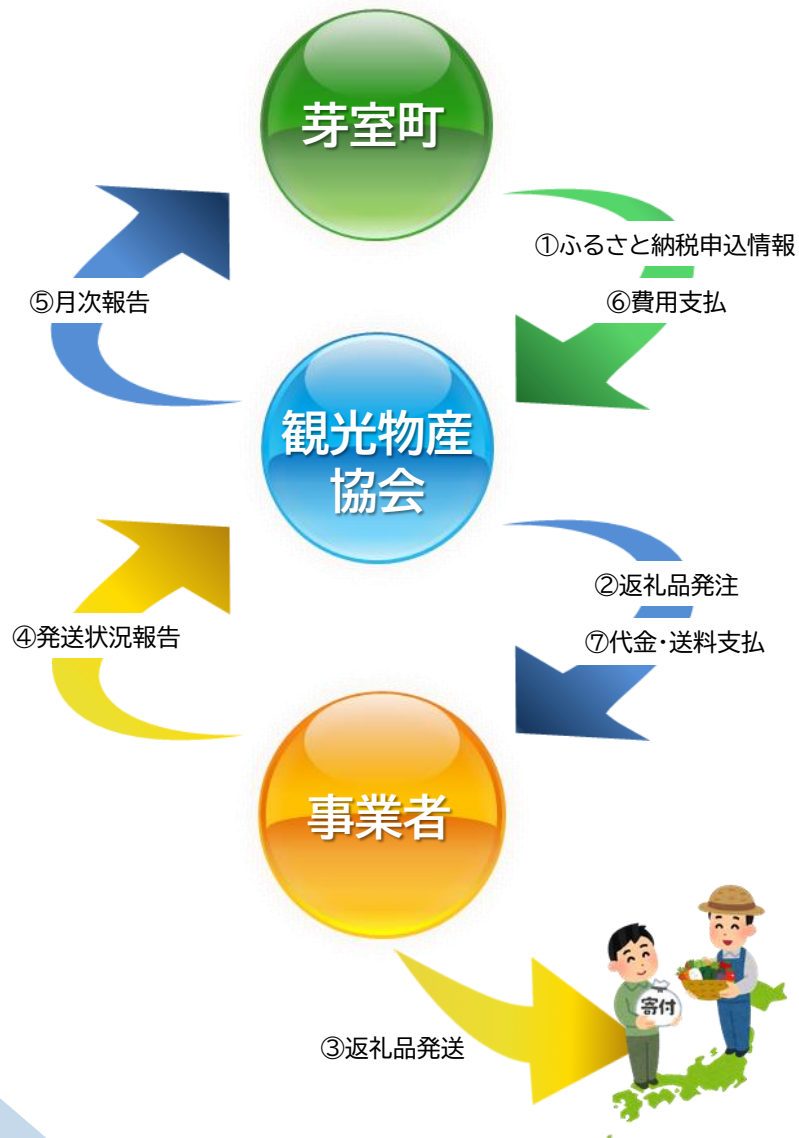 芽室町
①ふるさと納税申込情報
⑤月次報告
⑥費用支払
観光物産
協会
②返礼品発注
④発送状況報告
⑦代金・送料支払
事業者
寄付
③返礼品発送